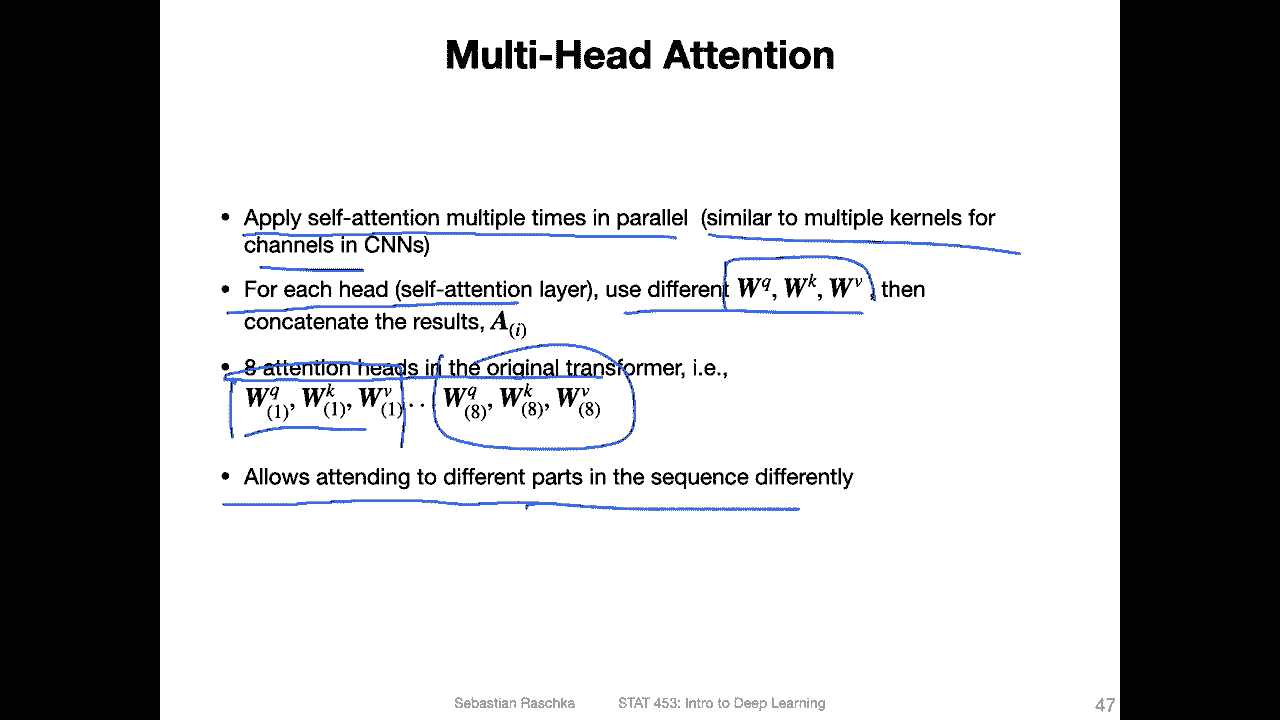 Multi-Head Attention
• Apply self-attention multiple times in parallel (similar to multiple kernels for
channels in CNNs)
• For each head (self-attention layer), use different W^q, W^k, W^v, then
concatenate the results, A_(i)
• 8 attention heads in the original transformer, i.e.,
W^q_(1), W^k_(1), W^v_(1) . . W^q_(8), W^k_(8), W^v_(8)
• Allows attending to different parts in the sequence differently
Sebastian Raschka STAT 453: Intro to Deep Learning 47